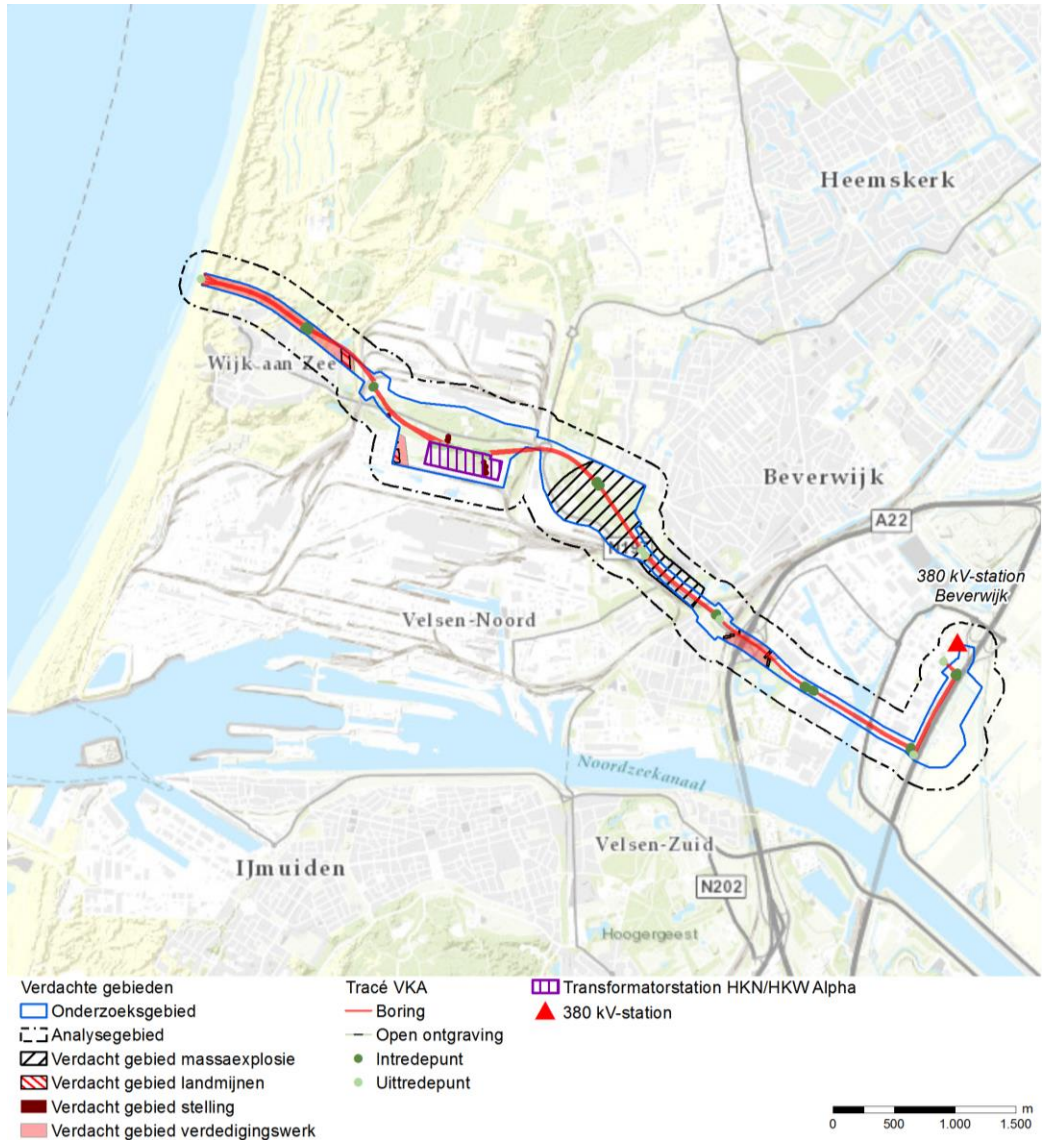 Heemskerk
Wijk aan Zee
Beverwijk
A22
380 kV-station
Beverwijk
Velsen-Noord
Noordzeekanaal
Velsen-Zuid
IJmuiden
N202
Hoogergeest
Verdachte gebieden
Onderzoeksgebied
Analysegebied
Verdacht gebied massaexplosie
Verdacht gebied landmijnen
Verdacht gebied stelling
Verdacht gebied verdedigingswerk
Tracé VKA
Boring
Open ontgraving
Intredepunt
Uittredepunt
Transformatorstation HKN/HKW Alpha
380 kV-station
m
0 500 1.000 1.500